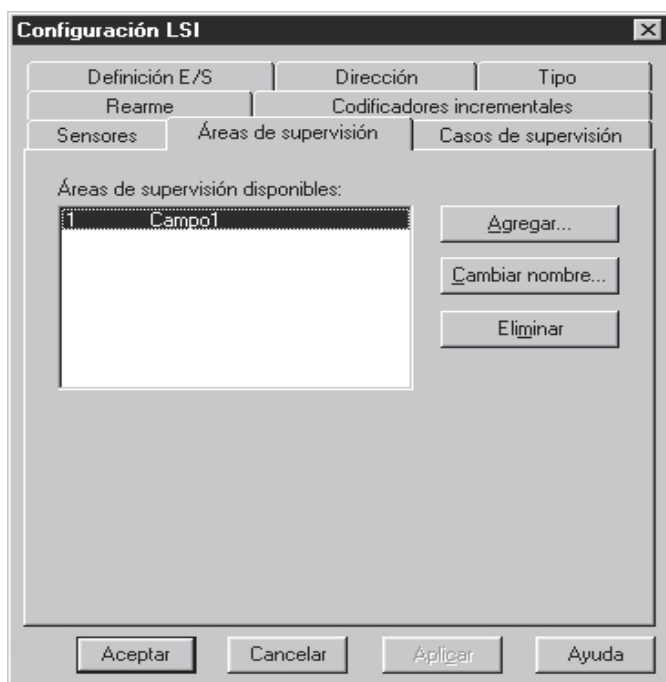 Configuración LSI
Definición E/S Dirección Tipo
Rearme Codificadores incrementales
Sensores Áreas de supervisión Casos de supervisión
Áreas de supervisión disponibles:
1 Campo1
Agregar...
Cambiar nombre...
Eliminar
Aceptar Cancelar Aplicar Ayuda